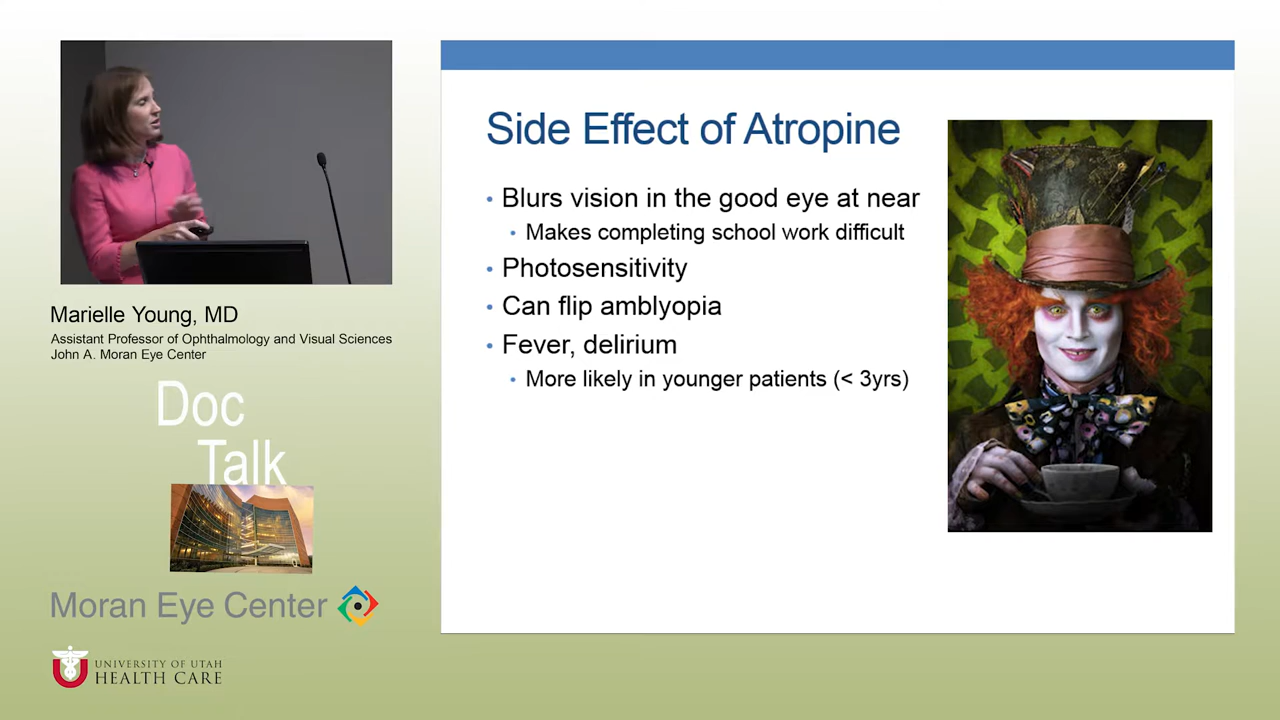 Side Effect of Atropine
• Blurs vision in the good eye at near
• Makes completing school work difficult
• Photosensitivity
• Can flip amblyopia
• Fever, delirium
• More likely in younger patients (< 3yrs)
Marielle Young, MD
Assistant Professor of Ophthalmology and Visual Sciences
John A. Moran Eye Center
Doc
Talk
Moran Eye Center
U
UNIVERSITY OF UTAH
HEALTH CARE